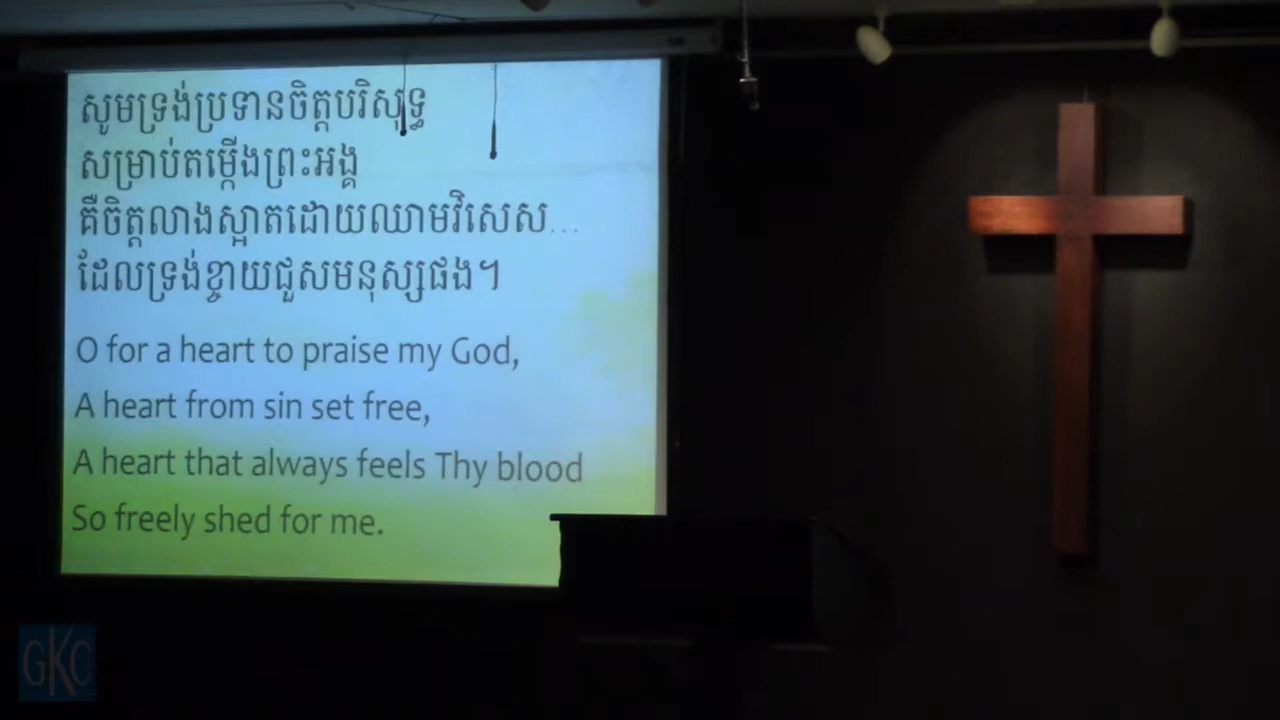 សូមទ្រង់ប្រទានចិត្តបរិសុទ្ធ
សម្រាប់តម្កើងព្រះអង្គ
គឺចិត្តលាងស្អាតដោយឈាមវិសេស...
ដែលទ្រង់ខ្ចាយជួសមនុស្សផង។
O for a heart to praise my God,
A heart from sin set free,
A heart that always feels Thy blood
So freely shed for me.
GKC